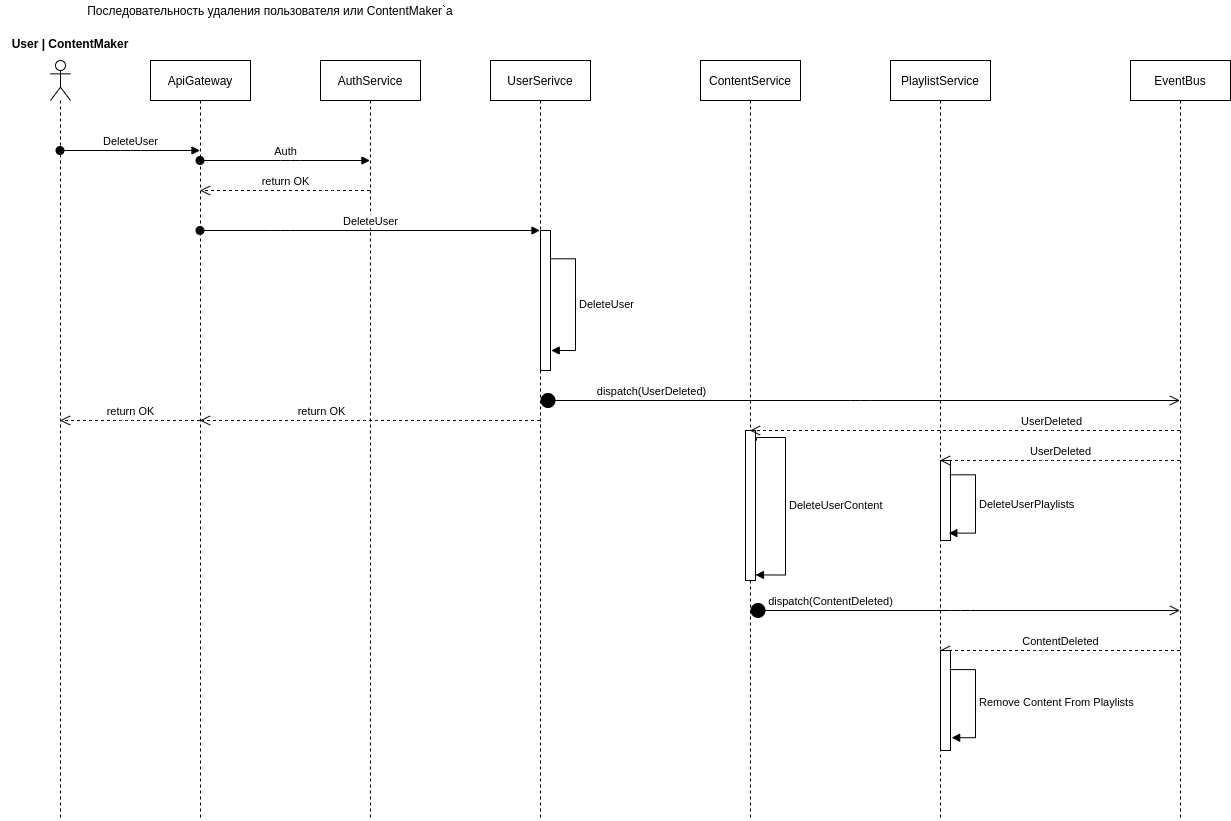 Последовательность удаления пользователя или ContentMaker`а
User | ContentMaker
ApiGateway
AuthService
UserSerivce
ContentService
PlaylistService
EventBus
DeleteUser
Auth
return OK
DeleteUser
DeleteUser
dispatch(UserDeleted)
return OK
return OK
UserDeleted
UserDeleted
DeleteUserContent
DeleteUserPlaylists
dispatch(ContentDeleted)
ContentDeleted
Remove Content From Playlists